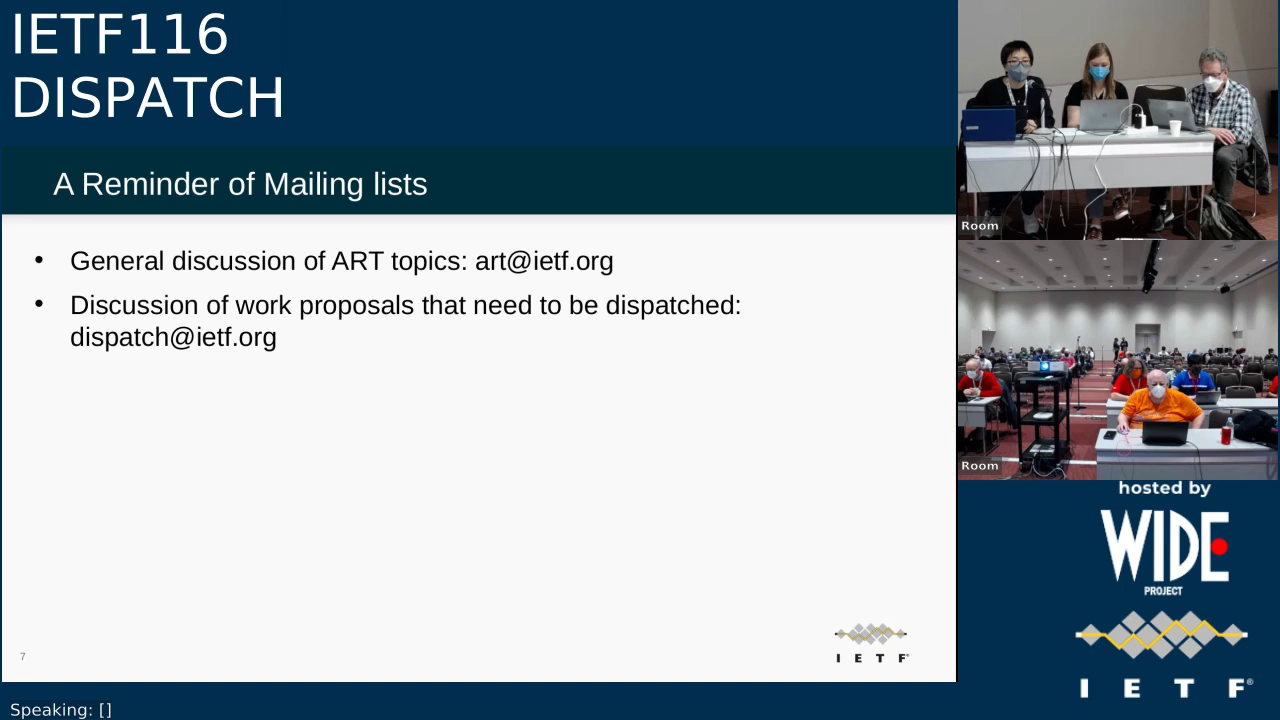 IETF116
DISPATCH
A Reminder of Mailing lists
• General discussion of ART topics: art@ietf.org
• Discussion of work proposals that need to be dispatched:
dispatch@ietf.org
7
I E T F®
Room
Room
hosted by
WIDE
PROJECT
I E T F®
Speaking: []